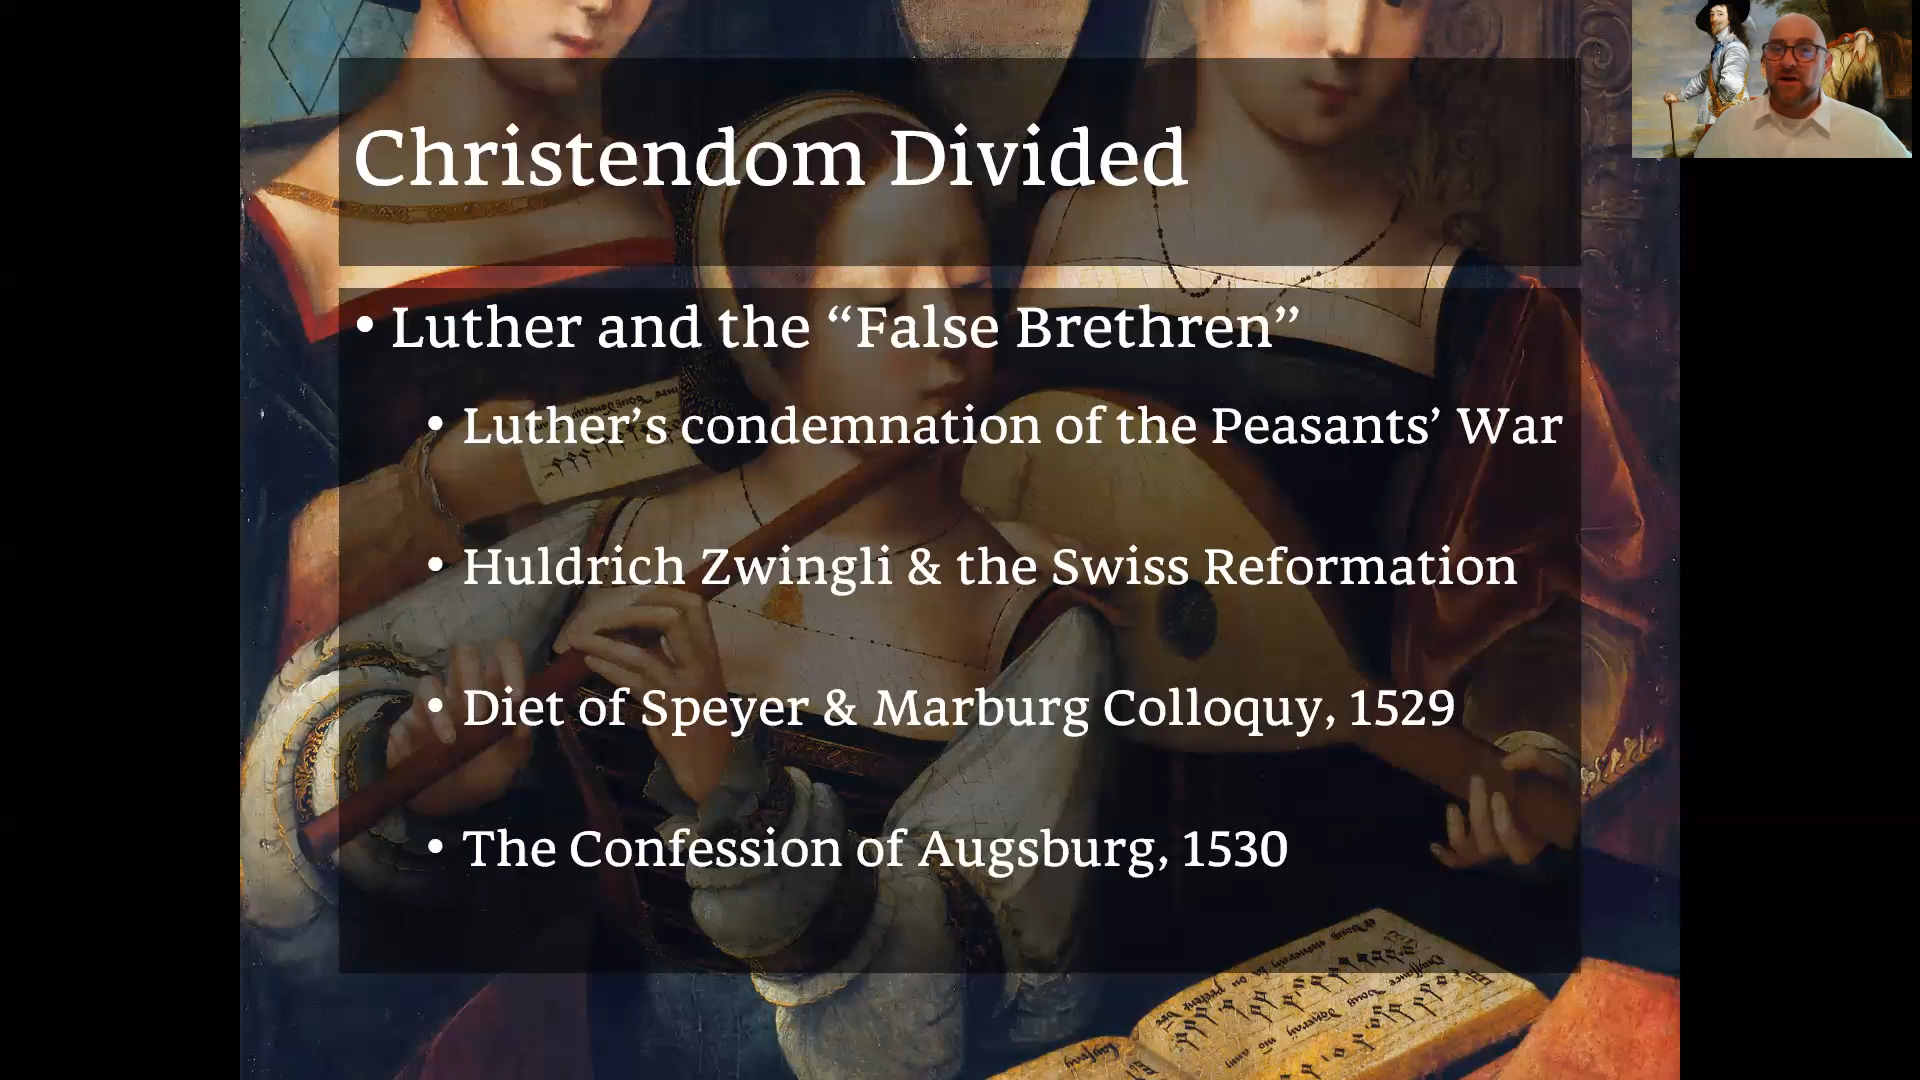 Christendom Divided
• Luther and the “False Brethren”
• Luther’s condemnation of the Peasants’ War
• Huldrich Zwingli & the Swiss Reformation
• Diet of Speyer & Marburg Colloquy, 1529
• The Confession of Augsburg, 1530